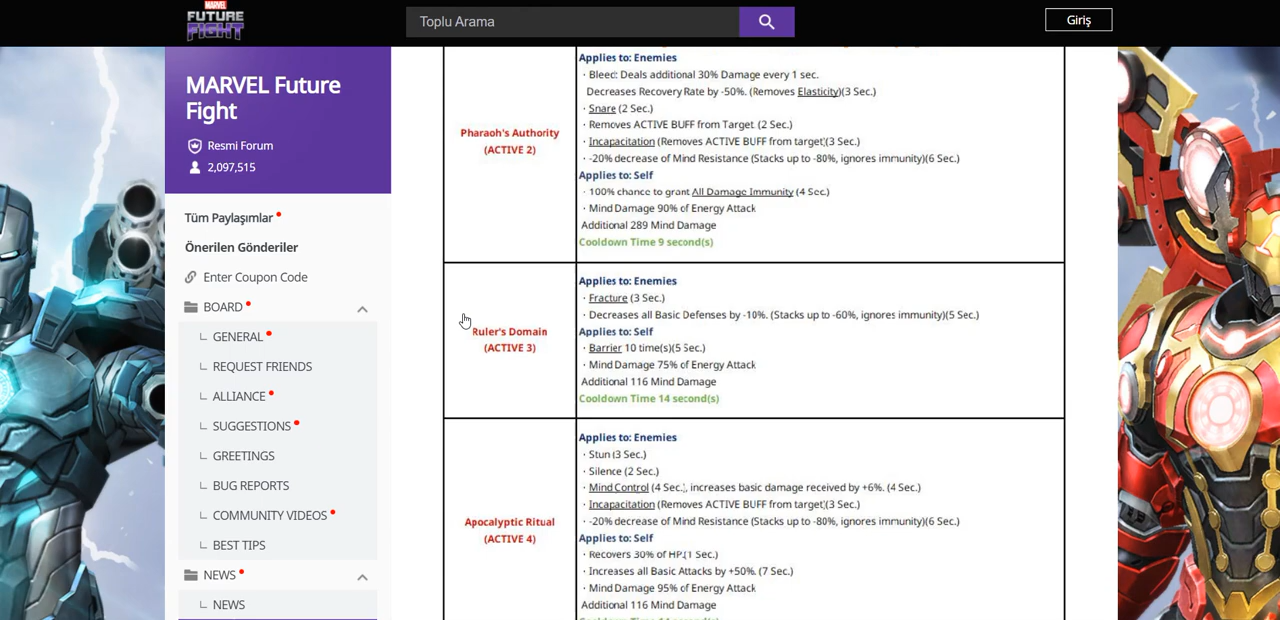 MARVEL
FUTURE
FIGHT
Toplu Arama
Giriş
MARVEL Future
Fight
Resmi Forum
2,097,515
Tüm Paylaşımlar
Önerilen Gönderiler
Enter Coupon Code
BOARD
GENERAL
REQUEST FRIENDS
ALLIANCE
SUGGESTIONS
GREETINGS
BUG REPORTS
COMMUNITY VIDEOS
BEST TIPS
NEWS
NEWS
Pharaoh's Authority
(ACTIVE 2)
Applies to: Enemies
· Bleed: Deals additional 30% Damage every 1 sec.
Decreases Recovery Rate by -50%. (Removes Elasticity)(3 Sec.)
· Snare (2 Sec.)
· Removes ACTIVE BUFF from Target. (2 Sec.)
· Incapacitation (Removes ACTIVE BUFF from target)(3 Sec.)
· -20% decrease of Mind Resistance (Stacks up to -80%, ignores immunity)(6 Sec.)
Applies to: Self
· 100% chance to grant All Damage Immunity (4 Sec.)
· Mind Damage 90% of Energy Attack
Additional 289 Mind Damage
Cooldown Time 9 second(s)
Ruler's Domain
(ACTIVE 3)
Applies to: Enemies
· Fracture (3 Sec.)
· Decreases all Basic Defenses by -10%. (Stacks up to -60%, ignores immunity)(5 Sec.)
Applies to: Self
· Barrier 10 time(s)(5 Sec.)
· Mind Damage 75% of Energy Attack
Additional 116 Mind Damage
Cooldown Time 14 second(s)
Apocalyptic Ritual
(ACTIVE 4)
Applies to: Enemies
· Stun (3 Sec.)
· Silence (2 Sec.)
· Mind Control (4 Sec.), increases basic damage received by +6%. (4 Sec.)
· Incapacitation (Removes ACTIVE BUFF from target)(3 Sec.)
· -20% decrease of Mind Resistance (Stacks up to -80%, ignores immunity)(6 Sec.)
Applies to: Self
· Recovers 30% of HP.(1 Sec.)
· Increases all Basic Attacks by +50%. (7 Sec.)
· Mind Damage 95% of Energy Attack
Additional 116 Mind Damage